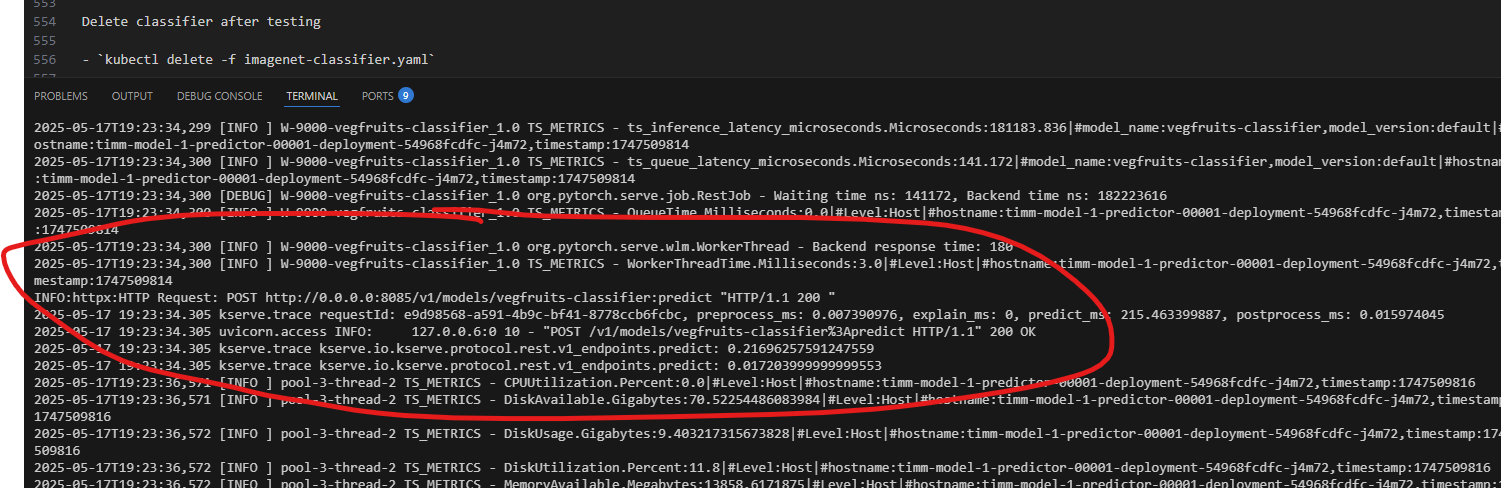 553
554 Delete classifier after testing
555
556 - `kubectl delete -f imagenet-classifier.yaml`
557
PROBLEMS OUTPUT DEBUG CONSOLE TERMINAL PORTS 9
2025-05-17T19:23:34,299 [INFO ] W-9000-vegfruits-classifier_1.0 TS_METRICS - ts_inference_latency_microseconds.Microseconds:181183.836|#model_name:vegfruits-classifier,model_version:default|#
ostname:timm-model-1-predictor-00001-deployment-54968fcdfc-j4m72,timestamp:1747509814
2025-05-17T19:23:34,300 [INFO ] W-9000-vegfruits-classifier_1.0 TS_METRICS - ts_queue_latency_microseconds.Microseconds:141.172|#model_name:vegfruits-classifier,model_version:default|#hostnam
:timm-model-1-predictor-00001-deployment-54968fcdfc-j4m72,timestamp:1747509814
2025-05-17T19:23:34,300 [DEBUG] W-9000-vegfruits-classifier_1.0 org.pytorch.serve.job.RestJob - Waiting time ns: 141172, Backend time ns: 182223616
2025-05-17T19:23:34,299 [INFO ] W-9000-vegfruits-classifier_1.0 TS_METRICS - QueueTime.Milliseconds:0.0|#Level:Host|#hostname:timm-model-1-predictor-00001-deployment-54968fcdfc-j4m72,timestam
:1747509814
2025-05-17T19:23:34,300 [INFO ] W-9000-vegfruits-classifier_1.0 org.pytorch.serve.wlm.WorkerThread - Backend response time: 180
2025-05-17T19:23:34,300 [INFO ] W-9000-vegfruits-classifier_1.0 TS_METRICS - WorkerThreadTime.Milliseconds:3.0|#Level:Host|#hostname:timm-model-1-predictor-00001-deployment-54968fcdfc-j4m72,t
mestamp:1747509814
INFO:httpx:HTTP Request: POST http://0.0.0.0:8085/v1/models/vegfruits-classifier:predict "HTTP/1.1 200 "
2025-05-17 19:23:34.305 kserve.trace requestId: e9d98568-a591-4b9c-bf41-8778ccb6fcbc, preprocess_ms: 0.007390976, explain_ms: 0, predict_ms: 215.463399887, postprocess_ms: 0.015974045
2025-05-17 19:23:34.305 uvicorn.access INFO: 127.0.0.6:0 10 - "POST /v1/models/vegfruits-classifier%3Apredict HTTP/1.1" 200 OK
2025-05-17 19:23:34.305 kserve.trace kserve.io.kserve.protocol.rest.v1_endpoints.predict: 0.21696257591247559
2025-05-17 19:23:34.305 kserve.trace kserve.io.kserve.protocol.rest.v1_endpoints.predict: 0.017203999999999553
2025-05-17T19:23:36,571 [INFO ] pool-3-thread-2 TS_METRICS - CPUUtilization.Percent:0.0|#Level:Host|#hostname:timm-model-1-predictor-00001-deployment-54968fcdfc-j4m72,timestamp:1747509816
2025-05-17T19:23:36,571 [INFO ] pool-3-thread-2 TS_METRICS - DiskAvailable.Gigabytes:70.52254486083984|#Level:Host|#hostname:timm-model-1-predictor-00001-deployment-54968fcdfc-j4m72,timestamp
1747509816
2025-05-17T19:23:36,572 [INFO ] pool-3-thread-2 TS_METRICS - DiskUsage.Gigabytes:9.403217315673828|#Level:Host|#hostname:timm-model-1-predictor-00001-deployment-54968fcdfc-j4m72,timestamp:174
509816
2025-05-17T19:23:36,572 [INFO ] pool-3-thread-2 TS_METRICS - DiskUtilization.Percent:11.8|#Level:Host|#hostname:timm-model-1-predictor-00001-deployment-54968fcdfc-j4m72,timestamp:1747509816
2025-05-17T19:23:36,572 [INFO ] pool-3-thread-2 TS_METRICS - MemoryAvailable.Megabytes:13858.6171875|#Level:Host|#hostname:timm-model-1-predictor-00001-deployment-54968fcdfc-j4m72,timestamp:1